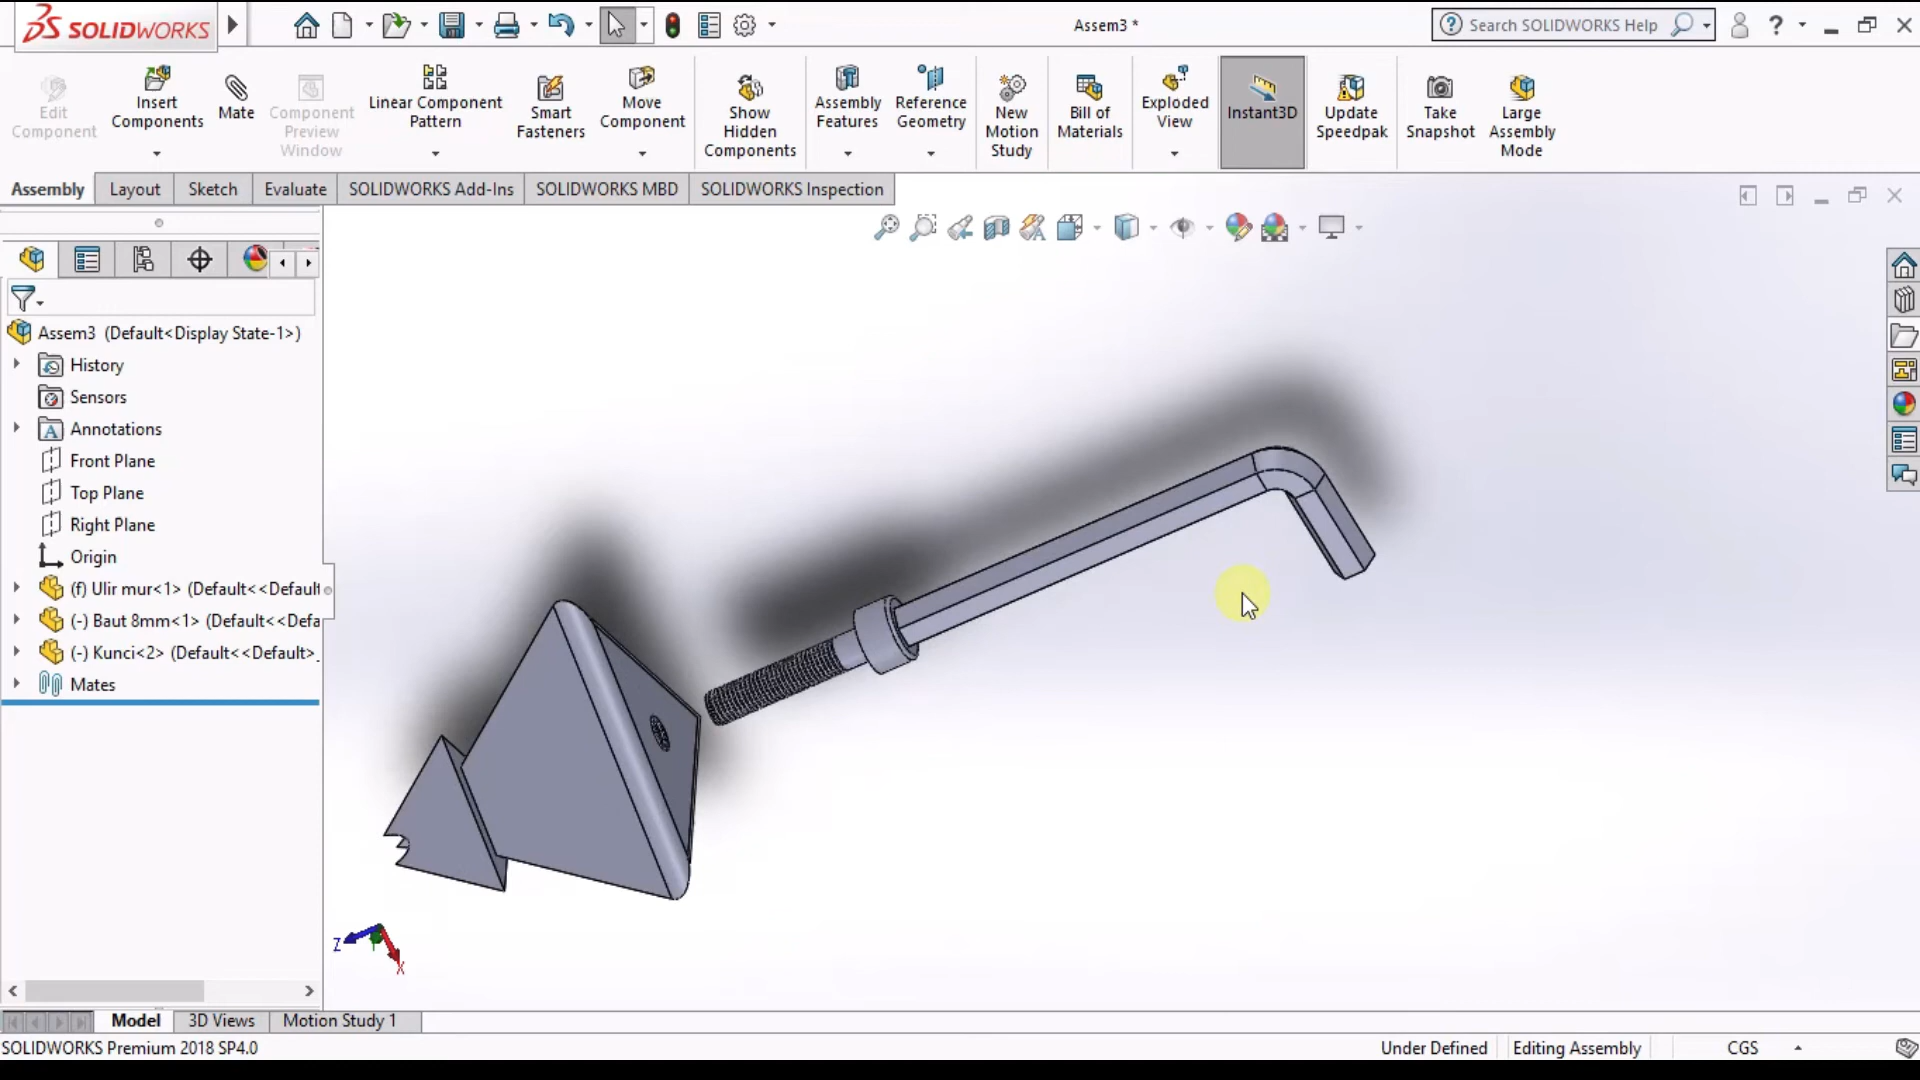 SOLIDWORKS
Assem3 *
Search SOLIDWORKS Help
Edit Component
Insert Components
Mate
Component Preview Window
Linear Component Pattern
Smart Fasteners
Move Component
Show Hidden Components
Assembly Features
Reference Geometry
New Motion Study
Bill of Materials
Exploded View
Instant3D
Update Speedpak
Take Snapshot
Large Assembly Mode
Assembly
Layout
Sketch
Evaluate
SOLIDWORKS Add-Ins
SOLIDWORKS MBD
SOLIDWORKS Inspection
Assem3 (Default<Display State-1>)
History
Sensors
Annotations
Front Plane
Top Plane
Right Plane
Origin
(f) Ulir mur<1> (Default<<Default
(-) Baut 8mm<1> (Default<<Defa
(-) Kunci<2> (Default<<Default>_
Mates
Z
X
Model
3D Views
Motion Study 1
SOLIDWORKS Premium 2018 SP4.0
Under Defined
Editing Assembly
CGS